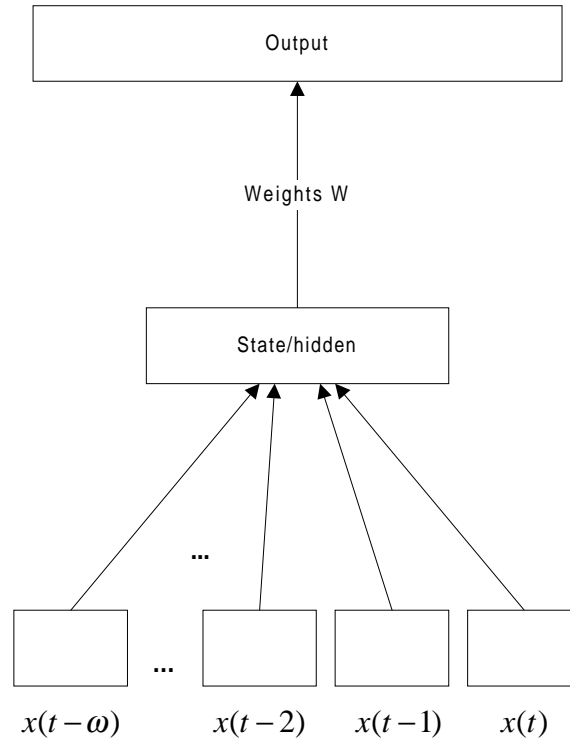 Output
Weights W
State/hidden
...
...
x(t−ω) x(t−2) x(t−1) x(t)